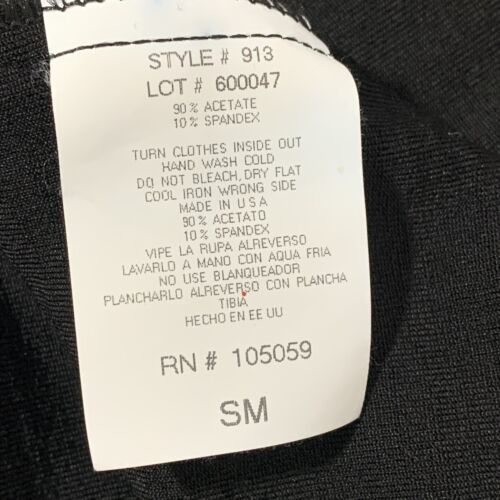 STYLE # 913
LOT # 600047
90% ACETATE
10% SPANDEX
TURN CLOTHES INSIDE OUT
HAND WASH COLD
DO NOT BLEACH, DRY FLAT
COOL IRON WRONG SIDE
MADE IN U S A
90% ACETATO
10% SPANDEX
VIPE LA RUPA ALREVERSO
LAVARLO A MANO CON AQUA FRIA
NO USE BLANQUEADOR
PLANCHARLO ALREVERSO CON PLANCHA
TIBIA
HECHO EN EE UU
RN # 105059
SM